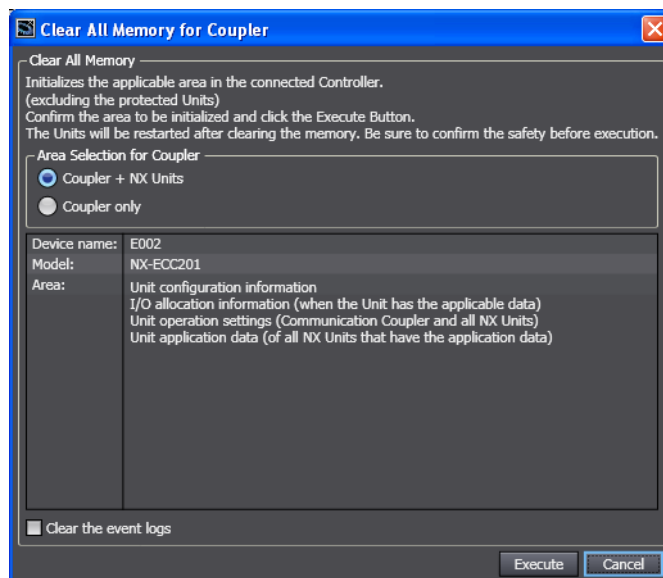 Clear All Memory for Coupler
Clear All Memory
Initializes the applicable area in the connected Controller.
(excluding the protected Units)
Confirm the area to be initialized and click the Execute Button.
The Units will be restarted after clearing the memory. Be sure to confirm the safety before execution.
Area Selection for Coupler
Coupler + NX Units
Coupler only
Device name: E002
Model: NX-ECC201
Area: Unit configuration information
I/O allocation information (when the Unit has the applicable data)
Unit operation settings (Communication Coupler and all NX Units)
Unit application data (of all NX Units that have the application data)
Clear the event logs
Execute Cancel